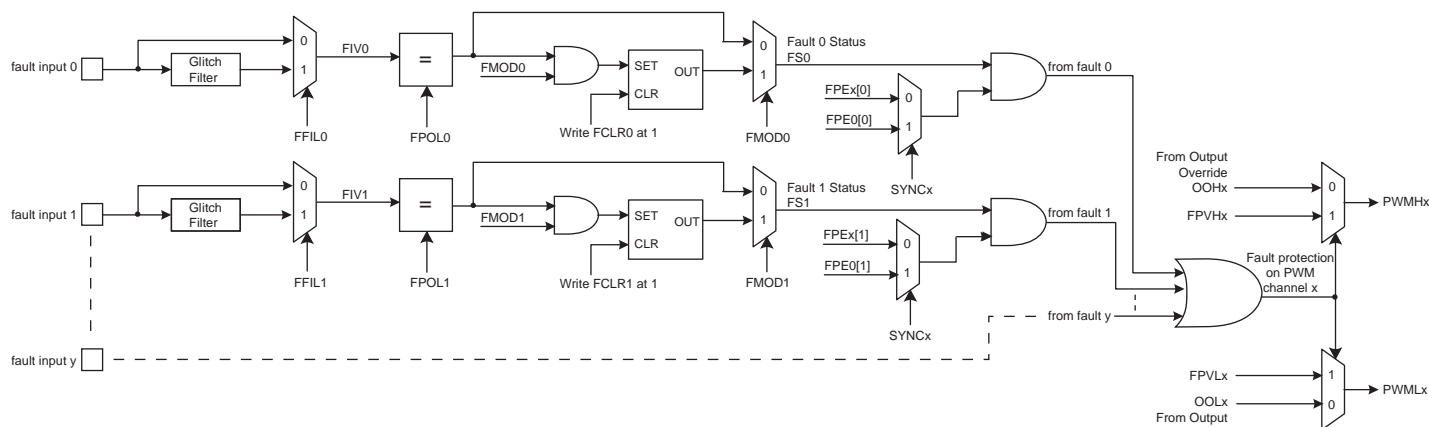 fault input 0
Glitch
Filter
0
1
FIV0
FFIL0
=
FPOL0
FMOD0
SET
OUT
CLR
Write FCLR0 at 1
0
1
FMOD0
Fault 0 Status
FS0
FPEx[0]
FPE0[0]
0
1
SYNCx
from fault 0
fault input 1
Glitch
Filter
0
1
FIV1
FFIL1
=
FPOL1
FMOD1
SET
OUT
CLR
Write FCLR1 at 1
0
1
FMOD1
Fault 1 Status
FS1
FPEx[1]
FPE0[1]
0
1
SYNCx
from fault 1
fault input y
from fault y
From Output
Override
OOHx
FPVHx
0
1
PWMHx
Fault protection
on PWM
channel x
FPVLx
OOLx
From Output
1
0
PWMLx